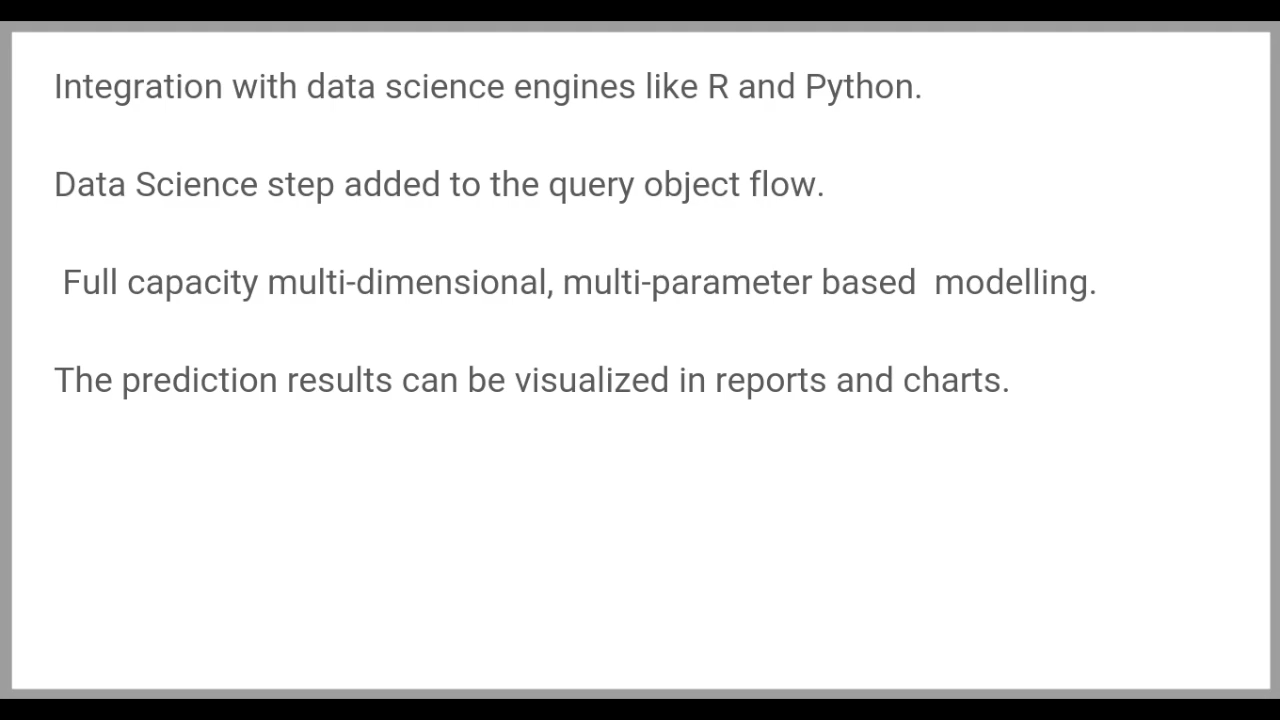 Integration with data science engines like R and Python.
Data Science step added to the query object flow.
Full capacity multi-dimensional, multi-parameter based  modelling.
The prediction results can be visualized in reports and charts.